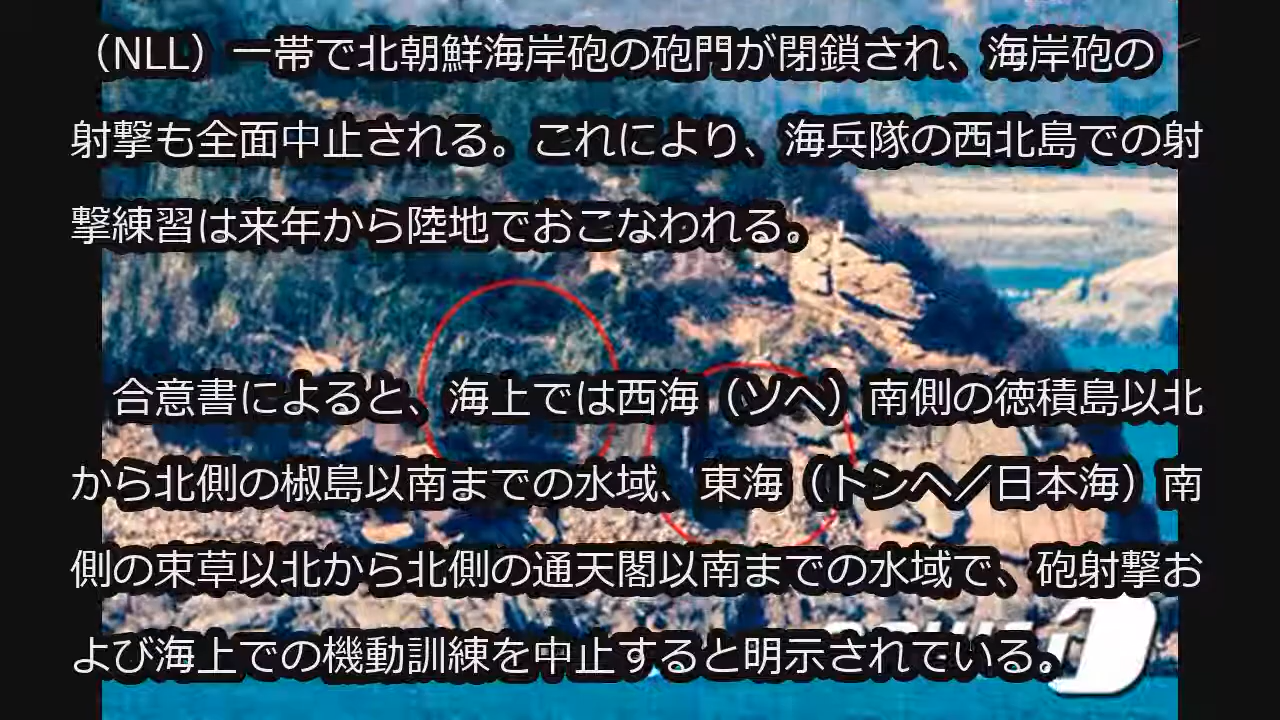 （NLL）一帯で北朝鮮海岸砲の砲門が閉鎖され、海岸砲の
射撃も全面中止される。これにより、海兵隊の西北島での射
撃練習は来年から陸地でおこなわれる。
合意書によると、海上では西海（ソヘ）南側の徳積島以北
から北側の椒島以南までの水域、東海（トンヘ／日本海）南
側の束草以北から北側の通天閣以南までの水域で、砲射撃お
よび海上での機動訓練を中止すると明示されている。